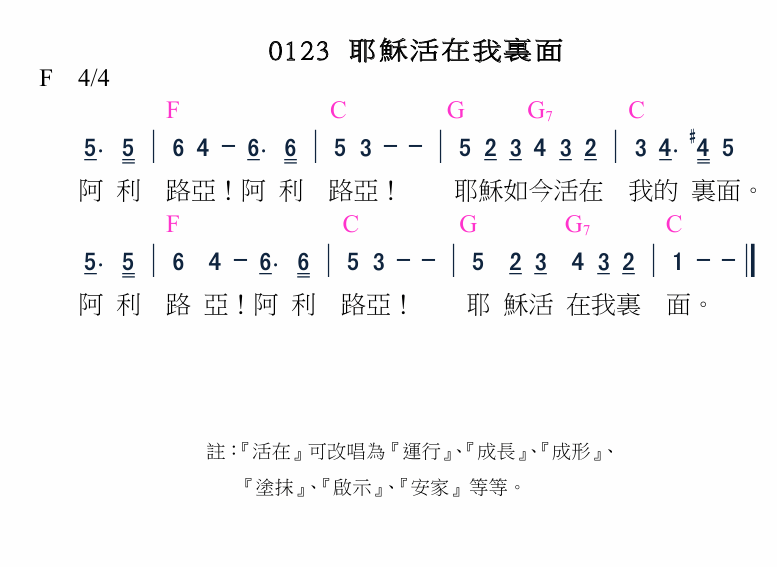 0123 耶穌活在我裏面
F 4/4
F C G G7 C
5· 5 | 6 4 － 6· 6 | 5 3 － － | 5 2 3 4 3 2 | 3 4· #4 5
阿 利 路亞！阿 利 路亞！ 耶穌如今活在 我的 裏面。
F C G G7 C
5· 5 | 6 4 － 6· 6 | 5 3 － － | 5 2 3 4 3 2 | 1 － － ‖
阿 利 路 亞！阿 利 路亞！ 耶 穌活 在我裏 面。
註：『活在』可改唱為『運行』、『成長』、『成形』、
『塗抹』、『啟示』、『安家』等等。